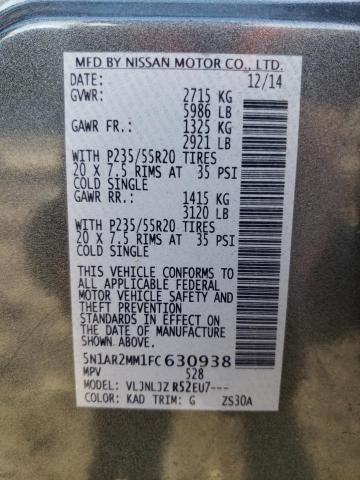 MFD BY NISSAN MOTOR CO., LTD.
DATE: 12/14
GVWR: 2715 KG
5986 LB
GAWR FR.: 1325 KG
2921 LB
WITH P235/55R20 TIRES
20 X 7.5 RIMS AT 35 PSI
COLD SINGLE
GAWR RR.: 1415 KG
3120 LB
WITH P235/55R20 TIRES
20 X 7.5 RIMS AT 35 PSI
COLD SINGLE
THIS VEHICLE CONFORMS TO
ALL APPLICABLE FEDERAL
MOTOR VEHICLE SAFETY AND
THEFT PREVENTION
STANDARDS IN EFFECT ON
THE DATE OF MANUFACTURE
SHOWN ABOVE.
5N1AR2MM1FC630938
MPV 528
MODEL: VLJNLJZ R52EU7---
COLOR: KAD TRIM: G ZS30A